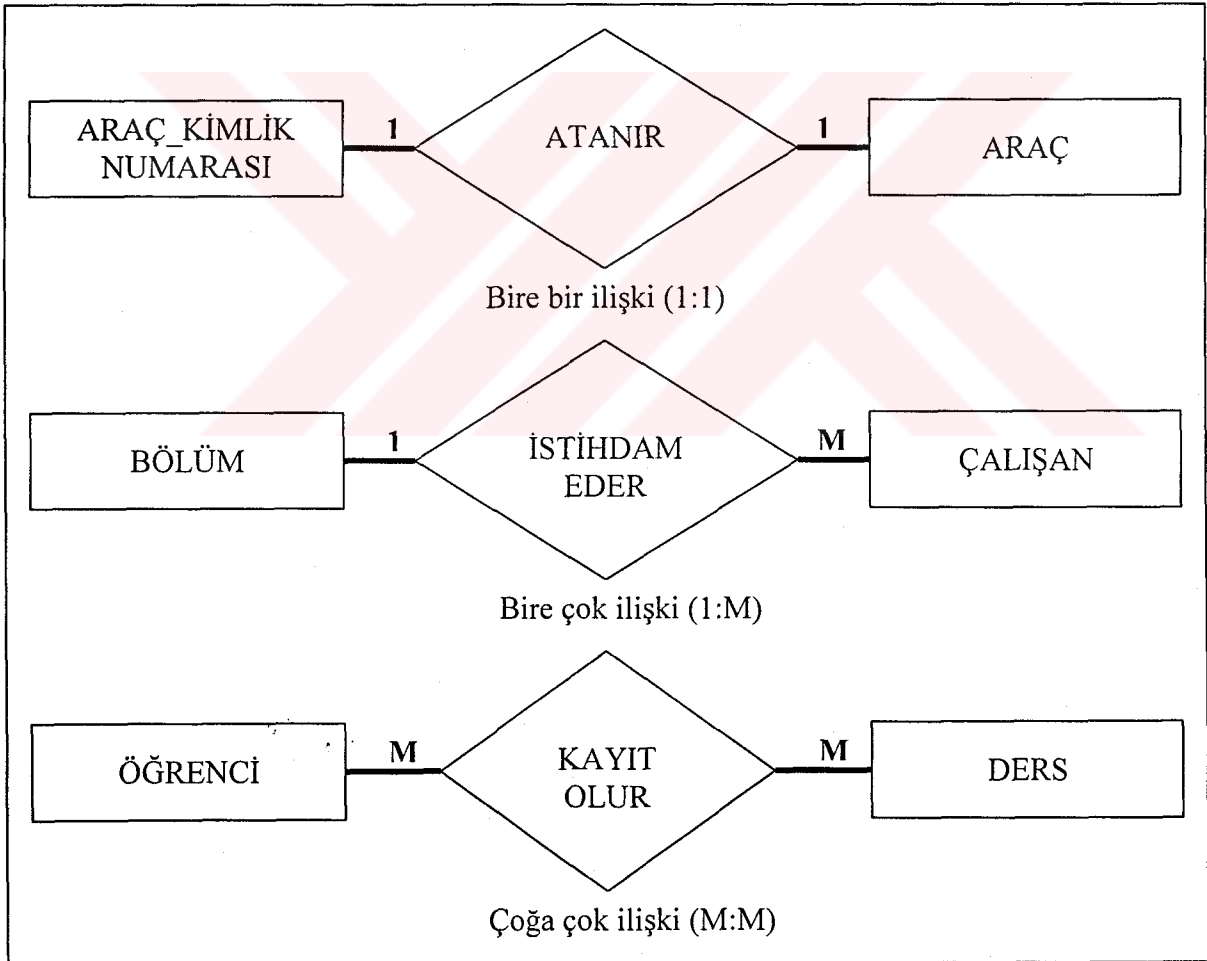 ARAÇ_KİMLİK
NUMARASI
1
ATANIR
1
ARAÇ
Bire bir ilişki (1:1)
BÖLÜM
1
İSTİHDAM
EDER
M
ÇALIŞAN
Bire çok ilişki (1:M)
ÖĞRENCİ
M
KAYIT
OLUR
M
DERS
Çoğa çok ilişki (M:M)